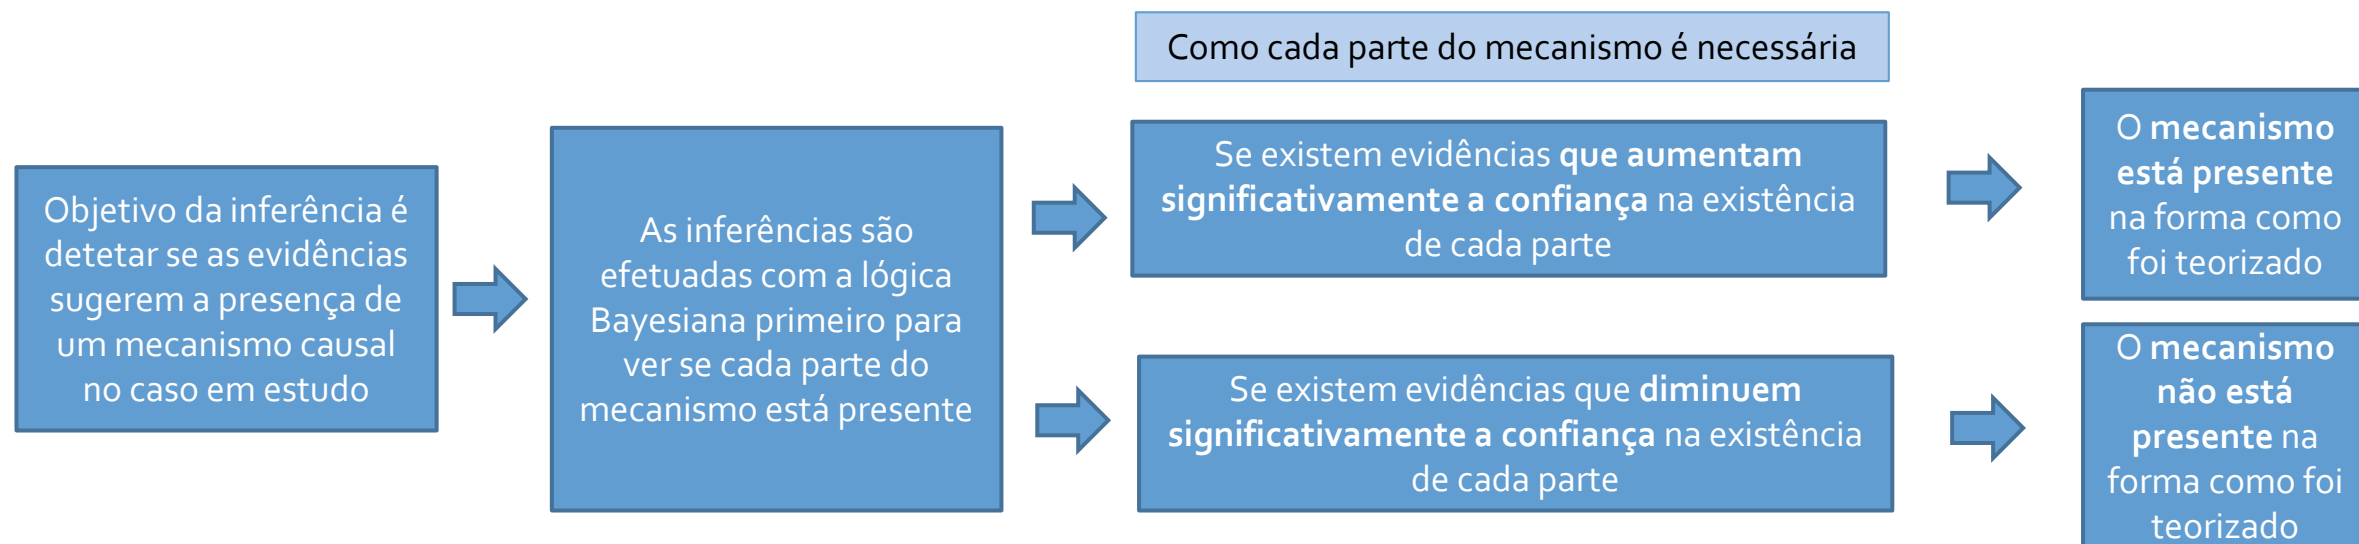 Como cada parte do mecanismo é necessária
Objetivo da inferência é
detetar se as evidências
sugerem a presença de
um mecanismo causal
no caso em estudo
As inferências são
efetuadas com a lógica
Bayesiana primeiro para
ver se cada parte do
mecanismo está presente
Se existem evidências que aumentam
significativamente a confiança na existência
de cada parte
O mecanismo
está presente
na forma como
foi teorizado
Se existem evidências que diminuem
significativamente a confiança na existência
de cada parte
O mecanismo
não está
presente na
forma como foi
teorizado